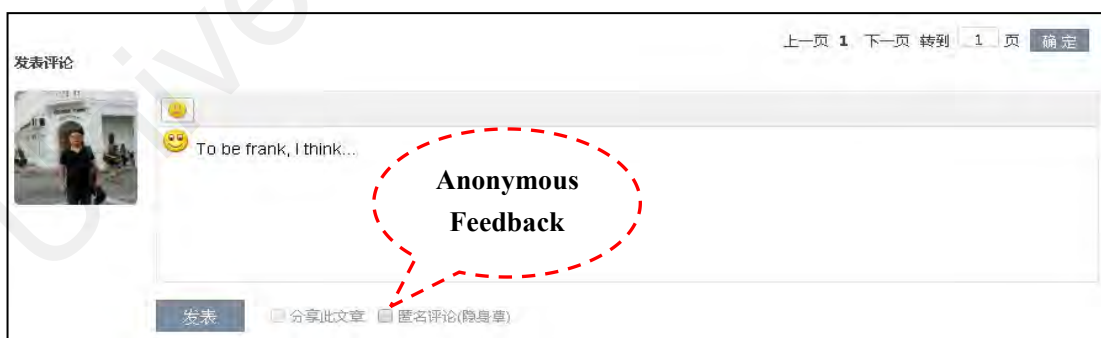 上一页 1 下一页 转到 1 页 确定
发表评论
To be frank, I think...
Anonymous
Feedback
发表 分享此文章 匿名评论(隐身草)